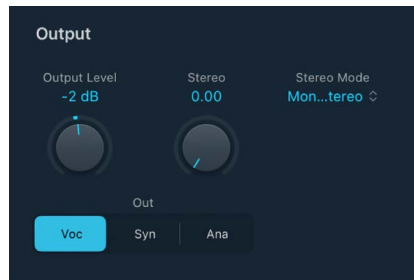 Output
Output Level Stereo Stereo Mode
-2 dB 0.00 Mon...tereo
Out
Voc Syn Ana